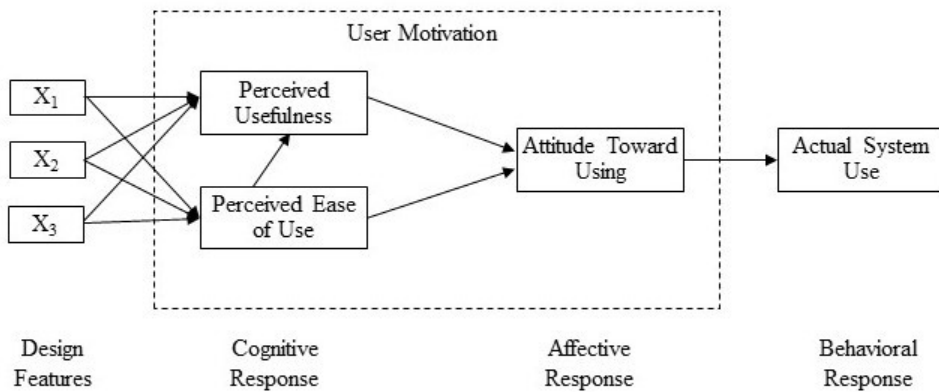 User Motivation
X₁
X₂
X₃
Perceived
Usefulness
Perceived Ease
of Use
Attitude Toward
Using
Actual System
Use
Design
Features
Cognitive
Response
Affective
Response
Behavioral
Response